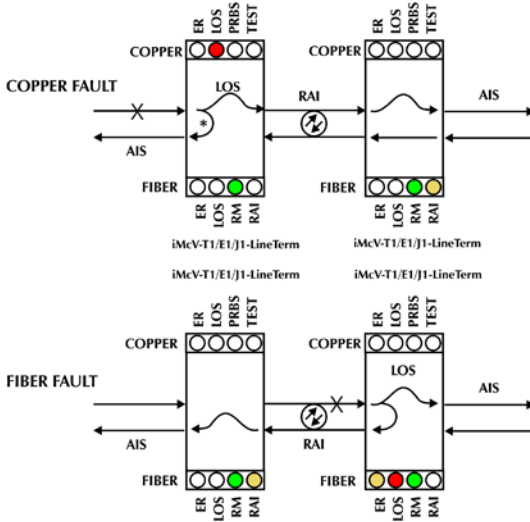 ER LOS PRBS TEST ER LOS PRBS TEST
COPPER COPPER
COPPER FAULT LOS RAI AIS
*
AIS
FIBER FIBER
ER LOS RM RAI ER LOS RM RAI
iMcV-T1/E1/J1-LineTerm iMcV-T1/E1/J1-LineTerm
iMcV-T1/E1/J1-LineTerm iMcV-T1/E1/J1-LineTerm
ER LOS PRBS TEST ER LOS PRBS TEST
COPPER COPPER
LOS
FIBER FAULT AIS
AIS RAI
FIBER FIBER
ER LOS RM RAI ER LOS RM RAI